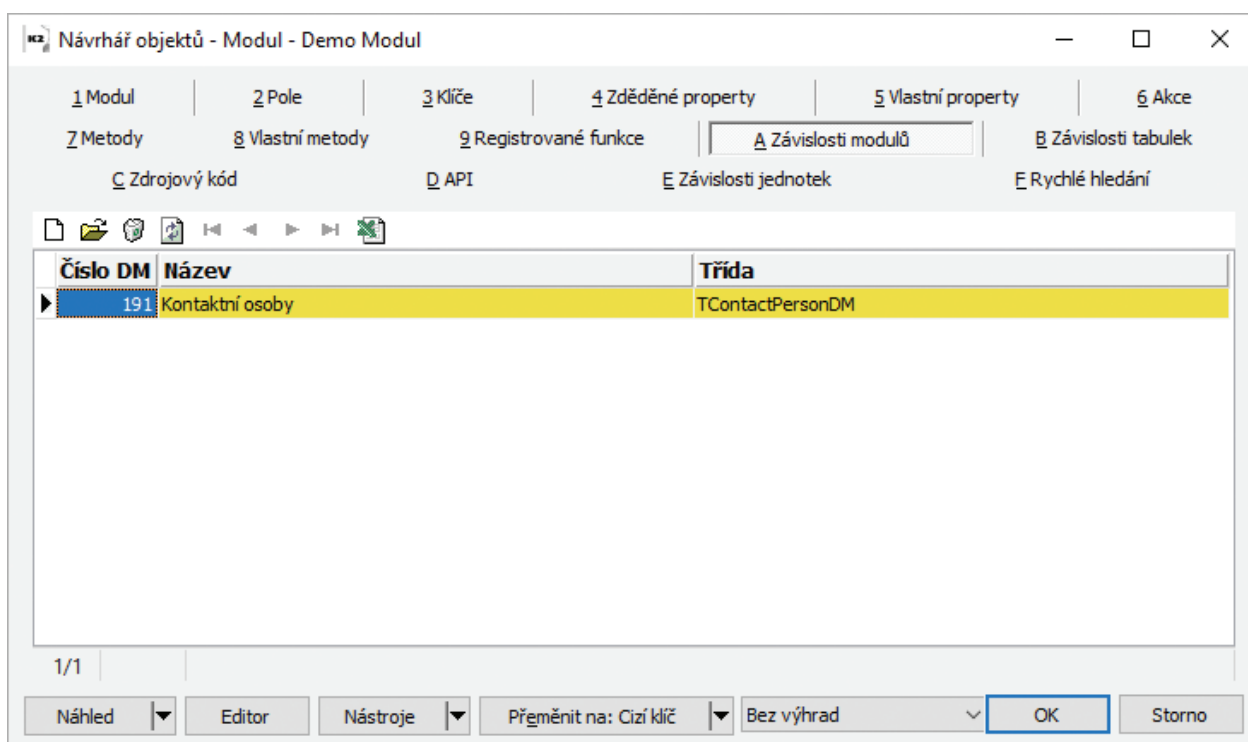 K2 Návrhář objektů - Modul - Demo Modul
1 Modul 2 Pole 3 Klíče 4 Zděděné property 5 Vlastní property 6 Akce
7 Metody 8 Vlastní metody 9 Registrované funkce A Závislosti modulů B Závislosti tabulek
C Zdrojový kód D API E Závislosti jednotek F Rychlé hledání
Číslo DM Název Třída
191 Kontaktní osoby TContactPersonDM
1/1
Náhled Editor Nástroje Přeměnit na: Cizí klíč Bez výhrad OK Storno